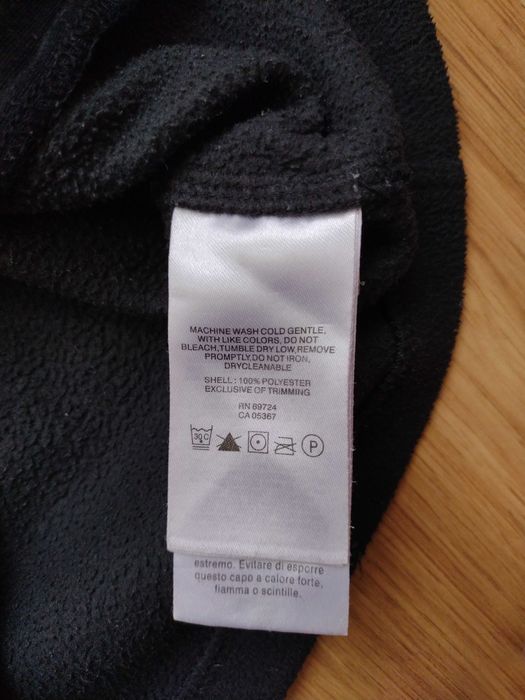 MACHINE WASH COLD GENTLE,
WITH LIKE COLORS, DO NOT
BLEACH,TUMBLE DRY LOW,REMOVE
PROMPTLY.DO NOT IRON,
DRYCLEANABLE
SHELL: 100% POLYESTER
EXCLUSIVE OF TRIMMING
RN 69724
CA 05367
30C P
estremo. Evitare di esporre
questo capo a calore forte,
fiamma o scintille.